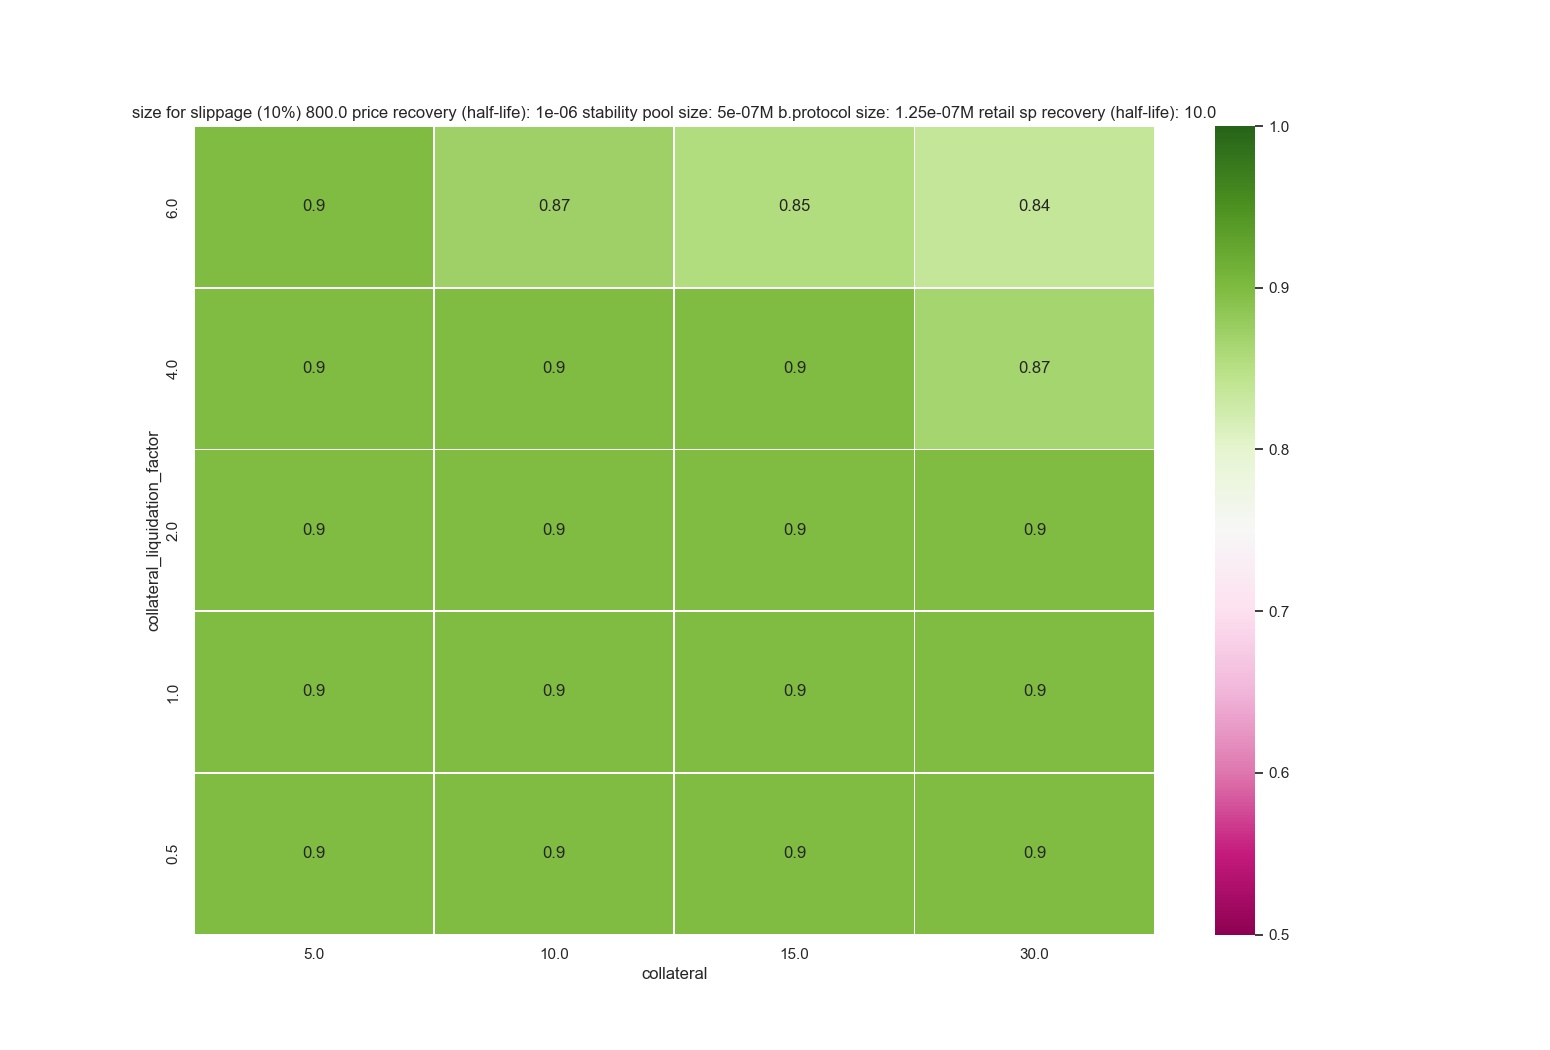 size for slippage (10%) 800.0 price recovery (half-life): 1e-06 stability pool size: 5e-07M b.protocol size: 1.25e-07M retail sp recovery (half-life): 10.0
1.0
6.0 0.9 0.87 0.85 0.84
0.9
4.0 0.9 0.9 0.9 0.87
0.8
collateral_liquidation_factor
2.0 0.9 0.9 0.9 0.9
0.7
1.0 0.9 0.9 0.9 0.9
0.6
0.5 0.9 0.9 0.9 0.9
0.5
5.0 10.0 15.0 30.0
collateral